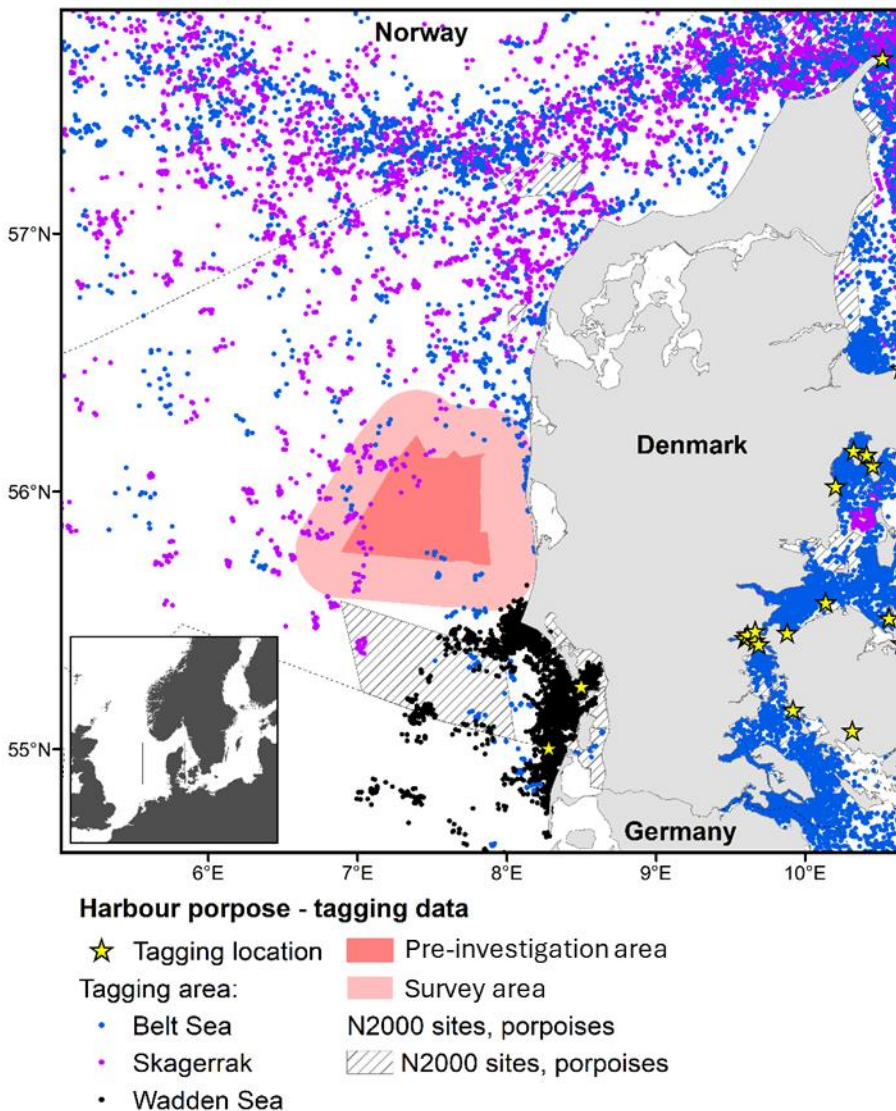 Norway
57°N
Denmark
56°N
55°N
Germany
6°E 7°E 8°E 9°E 10°E
Harbour porpose - tagging data
Tagging location
Pre-investigation area
Tagging area:
Survey area
Belt Sea
N2000 sites, porpoises
Skagerrak
N2000 sites, porpoises
Wadden Sea